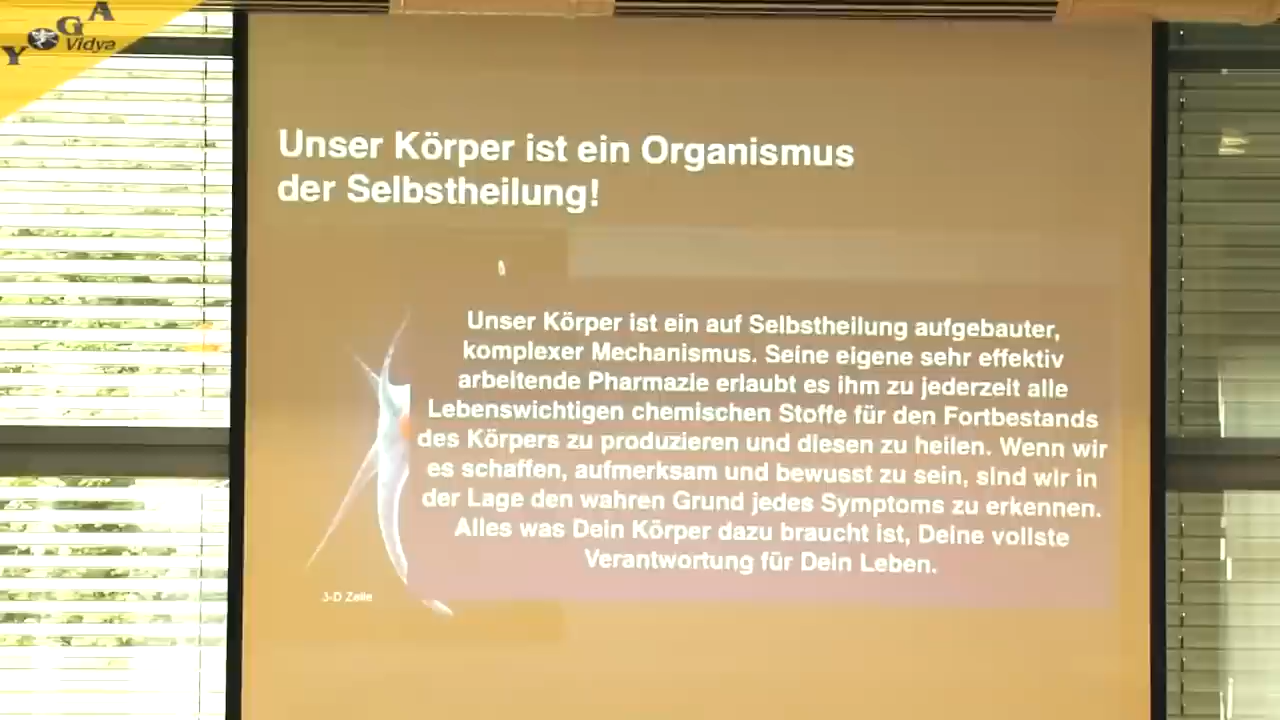 YOGA
Vidya
Unser Körper ist ein Organismus
der Selbstheilung!
Unser Körper ist ein auf Selbstheilung aufgebauter,
komplexer Mechanismus. Seine eigene sehr effektiv
arbeitende Pharmazie erlaubt es ihm zu jederzeit alle
Lebenswichtigen chemischen Stoffe für den Fortbestands
des Körpers zu produzieren und diesen zu heilen. Wenn wir
es schaffen, aufmerksam und bewusst zu sein, sind wir in
der Lage den wahren Grund jedes Symptoms zu erkennen.
Alles was Dein Körper dazu braucht ist, Deine vollste
Verantwortung für Dein Leben.
3-D Zelle